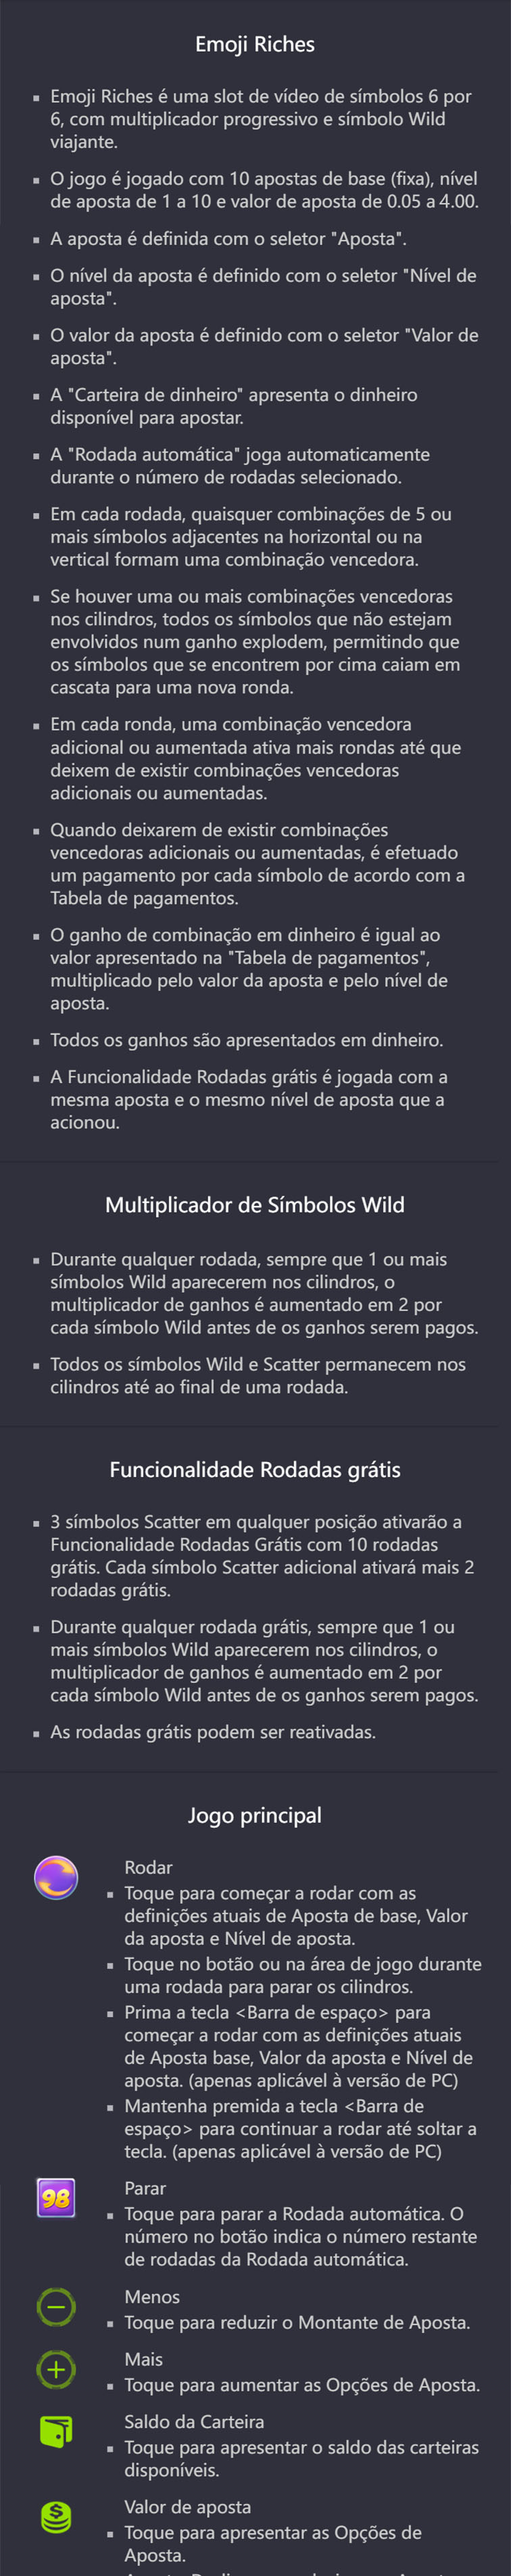 Emoji Riches
Emoji Riches é uma slot de vídeo de símbolos 6 por
6, com multiplicador progressivo e símbolo Wild
viajante.
O jogo é jogado com 10 apostas de base (fixa), nível
de aposta de 1 a 10 e valor de aposta de 0.05 a 4.00.
A aposta é definida com o seletor "Aposta".
O nível da aposta é definido com o seletor "Nível de
aposta".
O valor da aposta é definido com o seletor "Valor de
aposta".
A "Carteira de dinheiro" apresenta o dinheiro
disponível para apostar.
A "Rodada automática" joga automaticamente
durante o número de rodadas selecionado.
Em cada rodada, quaisquer combinações de 5 ou
mais símbolos adjacentes na horizontal ou na
vertical formam uma combinação vencedora.
Se houver uma ou mais combinações vencedoras
nos cilindros, todos os símbolos que não estejam
envolvidos num ganho explodem, permitindo que
os símbolos que se encontrem por cima caiam em
cascata para uma nova ronda.
Em cada ronda, uma combinação vencedora
adicional ou aumentada ativa mais rondas até que
deixem de existir combinações vencedoras
adicionais ou aumentadas.
Quando deixarem de existir combinações
vencedoras adicionais ou aumentadas, é efetuado
um pagamento por cada símbolo de acordo com a
Tabela de pagamentos.
O ganho de combinação em dinheiro é igual ao
valor apresentado na "Tabela de pagamentos",
multiplicado pelo valor da aposta e pelo nível de
aposta.
Todos os ganhos são apresentados em dinheiro.
A Funcionalidade Rodadas grátis é jogada com a
mesma aposta e o mesmo nível de aposta que a
acionou.
Multiplicador de Símbolos Wild
Durante qualquer rodada, sempre que 1 ou mais
símbolos Wild aparecerem nos cilindros, o
multiplicador de ganhos é aumentado em 2 por
cada símbolo Wild antes de os ganhos serem pagos.
Todos os símbolos Wild e Scatter permanecem nos
cilindros até ao final de uma rodada.
Funcionalidade Rodadas grátis
3 símbolos Scatter em qualquer posição ativarão a
Funcionalidade Rodadas Grátis com 10 rodadas
grátis. Cada símbolo Scatter adicional ativará mais 2
rodadas grátis.
Durante qualquer rodada grátis, sempre que 1 ou
mais símbolos Wild aparecerem nos cilindros, o
multiplicador de ganhos é aumentado em 2 por
cada símbolo Wild antes de os ganhos serem pagos.
As rodadas grátis podem ser reativadas.
Jogo principal
Rodar
Toque para começar a rodar com as
definições atuais de Aposta de base, Valor
da aposta e Nível de aposta.
Toque no botão ou na área de jogo durante
uma rodada para parar os cilindros.
Prima a tecla <Barra de espaço> para
começar a rodar com as definições atuais
de Aposta base, Valor da aposta e Nível de
aposta. (apenas aplicável à versão de PC)
Mantenha premida a tecla <Barra de
espaço> para continuar a rodar até soltar a
tecla. (apenas aplicável à versão de PC)
98
Parar
Toque para parar a Rodada automática. O
número no botão indica o número restante
de rodadas da Rodada automática.
Menos
Toque para reduzir o Montante de Aposta.
Mais
Toque para aumentar as Opções de Aposta.
Saldo da Carteira
Toque para apresentar o saldo das carteiras
disponíveis.
Valor de aposta
Toque para apresentar as Opções de
Aposta.